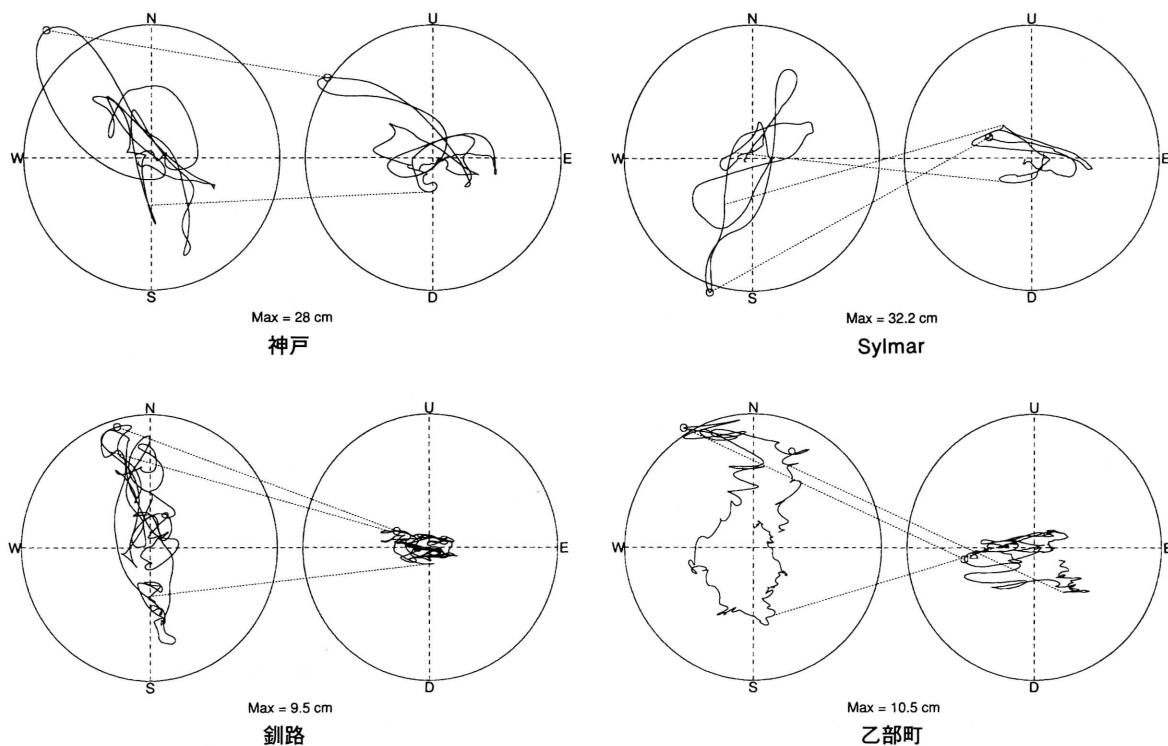 N
U
W
E
S
D
Max = 28 cm
神戸
N
U
W
E
S
D
Max = 32.2 cm
Sylmar
N
U
W
E
S
D
Max = 9.5 cm
釧路
N
U
W
E
S
D
Max = 10.5 cm
乙部町